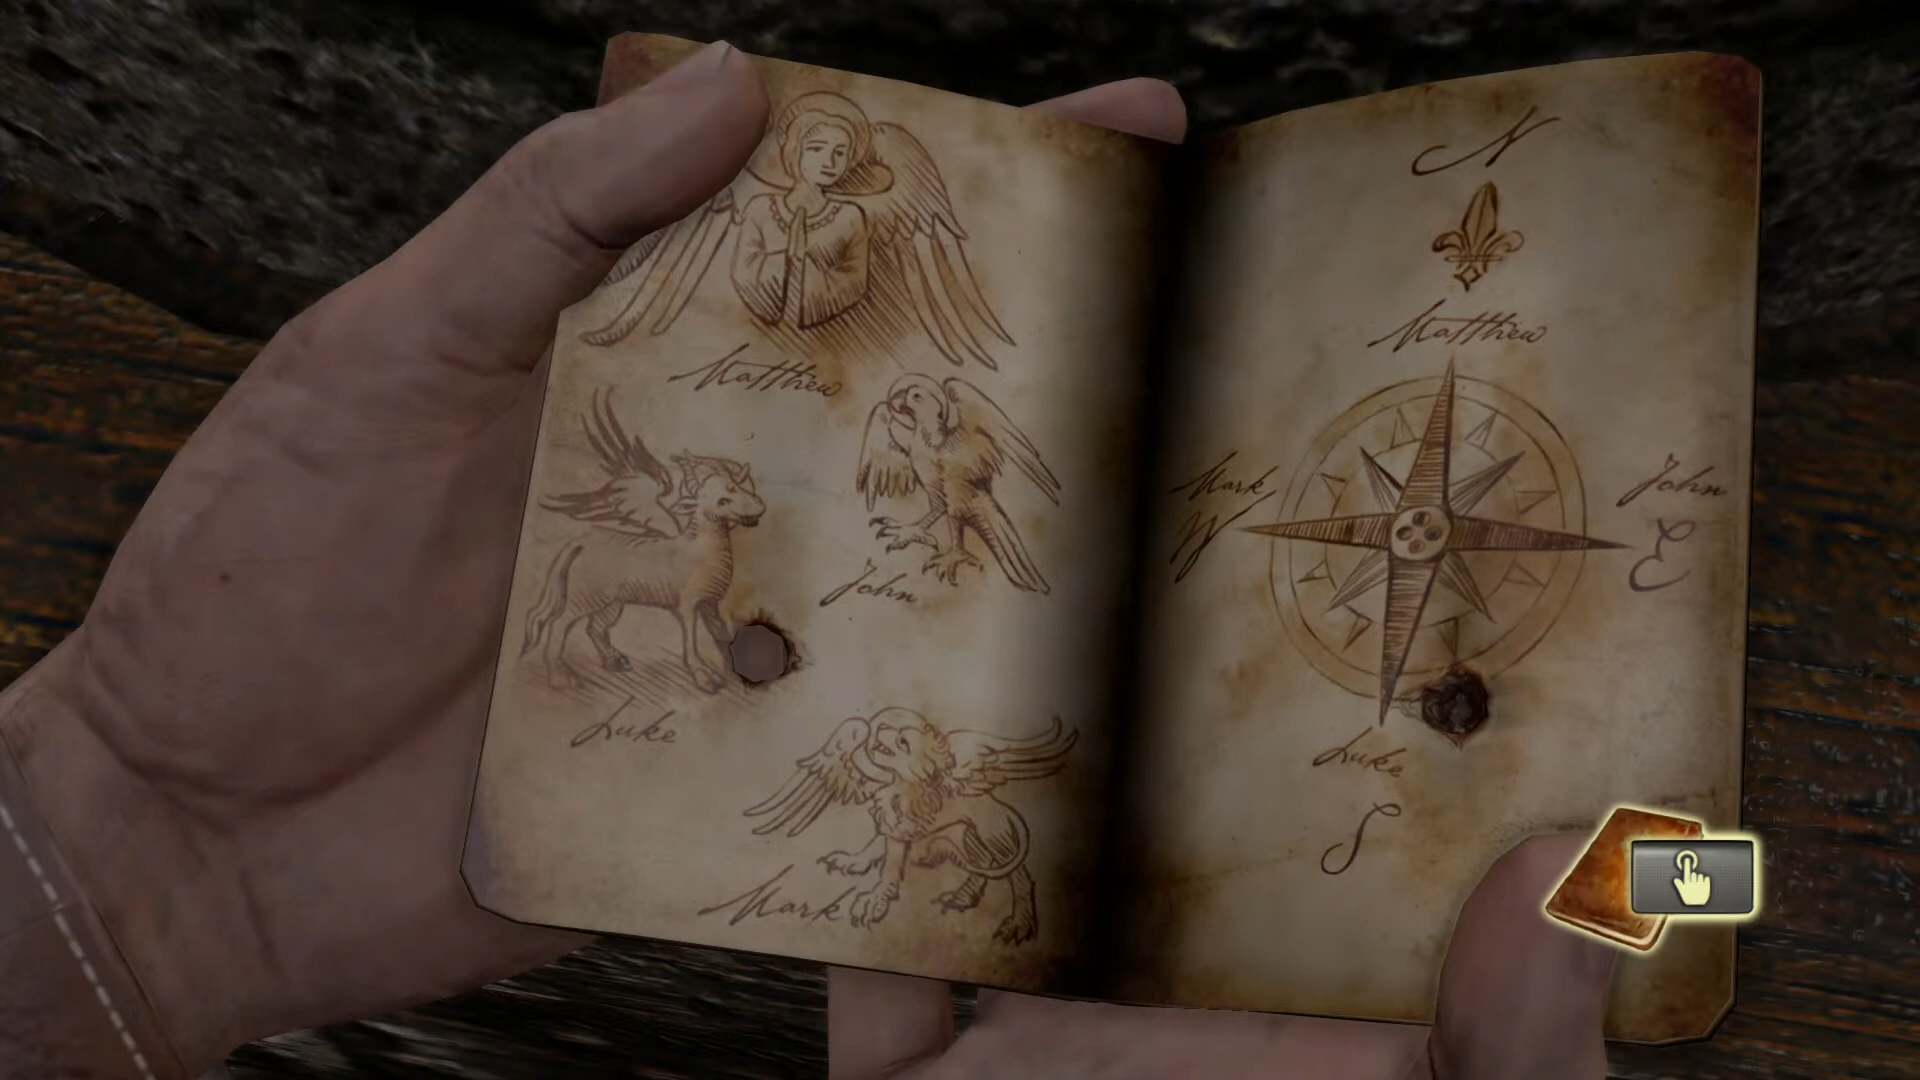 Matthew
John
Luke
Mark
N
Matthew
Mark
W
John
E
Luke
S